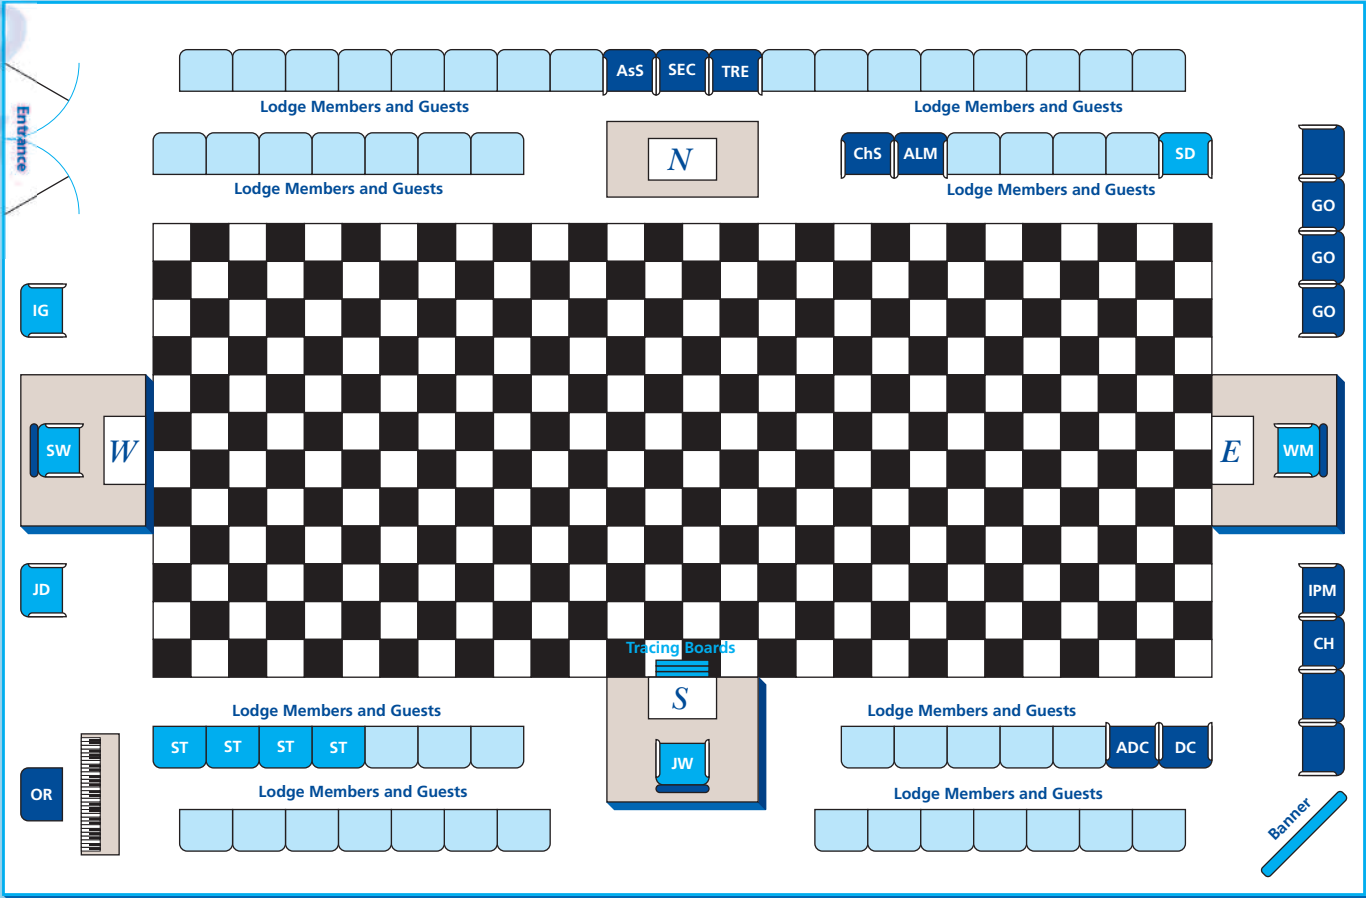 AsS SEC TRE
Lodge Members and Guests
Lodge Members and Guests
Entrance
N
ChS ALM SD
Lodge Members and Guests
Lodge Members and Guests
GO
GO
GO
IG
SW
W
E
WM
JD
IPM
CH
Tracing Boards
S
JW
Lodge Members and Guests
Lodge Members and Guests
ST ST ST ST
ADC DC
OR
Lodge Members and Guests
Lodge Members and Guests
Banner